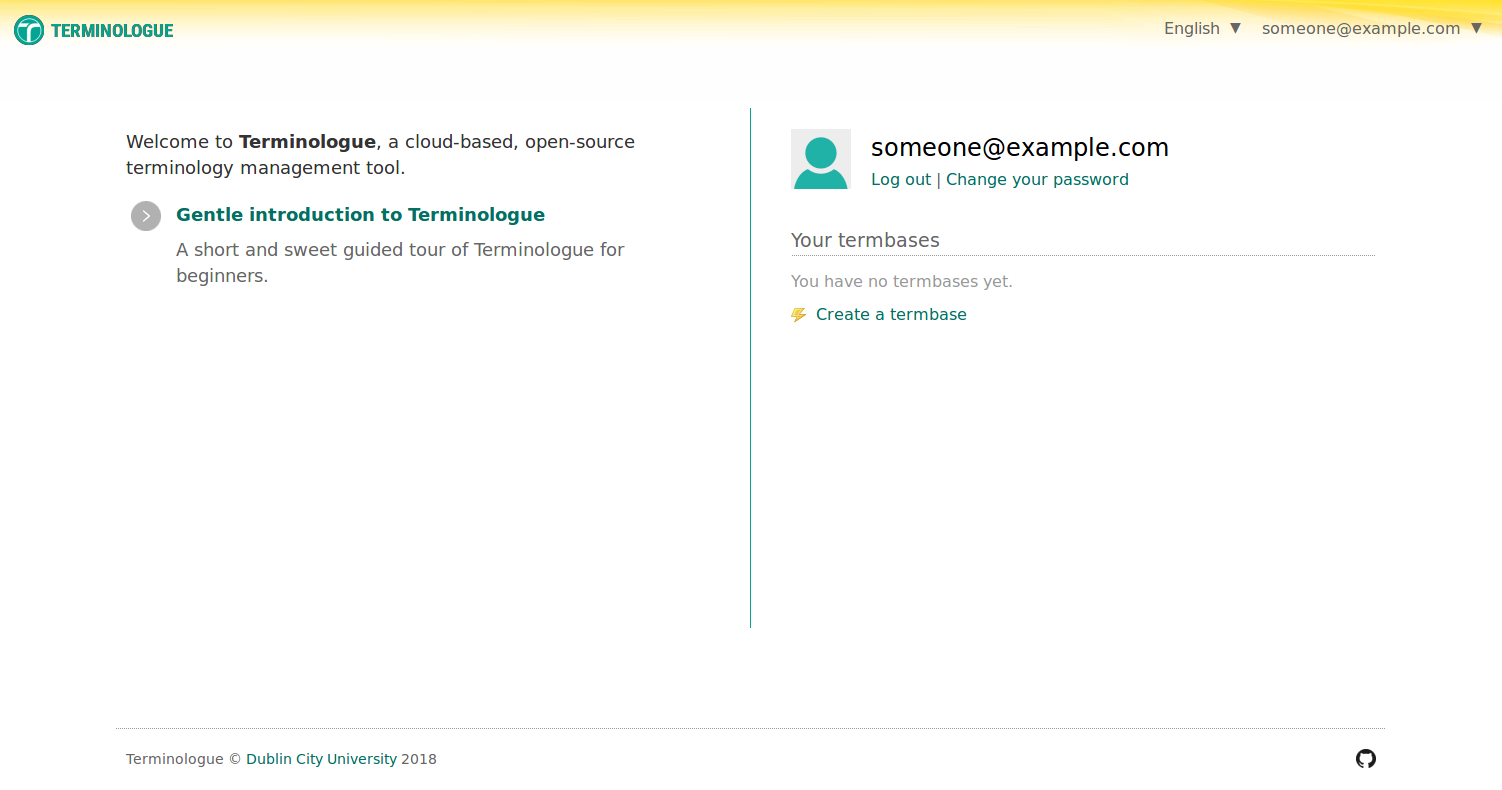 TERMINOLOGUE
English ▼ someone@example.com ▼
Welcome to Terminologue, a cloud-based, open-source
terminology management tool.
Gentle introduction to Terminologue
A short and sweet guided tour of Terminologue for
beginners.
someone@example.com
Log out | Change your password
Your termbases
You have no termbases yet.
Create a termbase
Terminologue © Dublin City University 2018